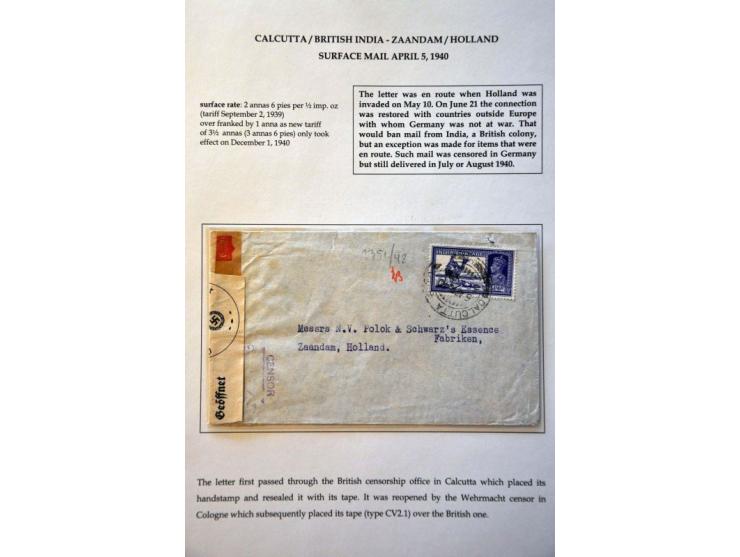 CALCUTTA / BRITISH INDIA - ZAANDAM / HOLLAND
SURFACE MAIL APRIL 5, 1940
surface rate: 2 annas 6 pies per ½ imp. oz
(tariff September 2, 1939)
over franked by 1 anna as new tariff
of 3½ annas (3 annas 6 pies) only took
effect on December 1, 1940
The letter was en route when Holland was
invaded on May 10. On June 21 the connection
was restored with countries outside Europe
with whom Germany was not at war. That
would ban mail from India, a British colony,
but an exception was made for items that were
en route. Such mail was censored in Germany
but still delivered in July or August 1940.
INDIA POSTAGE
CALCUTTA
Messrs N.V. Polok & Schwarz's Essence
Fabriken,
Zaandam, Holland.
CENSOR
Geöffnet
The letter first passed through the British censorship office in Calcutta which placed its
handstamp and resealed it with its tape. It was reopened by the Wehrmacht censor in
Cologne which subsequently placed its tape (type CV2.1) over the British one.